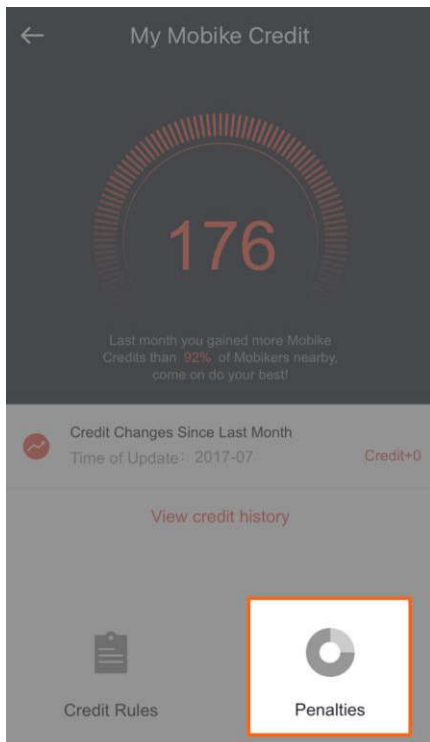 My Mobike Credit
176
Last month you gained more Mobike
Credits than 92% of Mobikers nearby,
come on do your best!
Credit Changes Since Last Month
Time of Update： 2017-07
Credit+0
View credit history
Credit Rules
Penalties